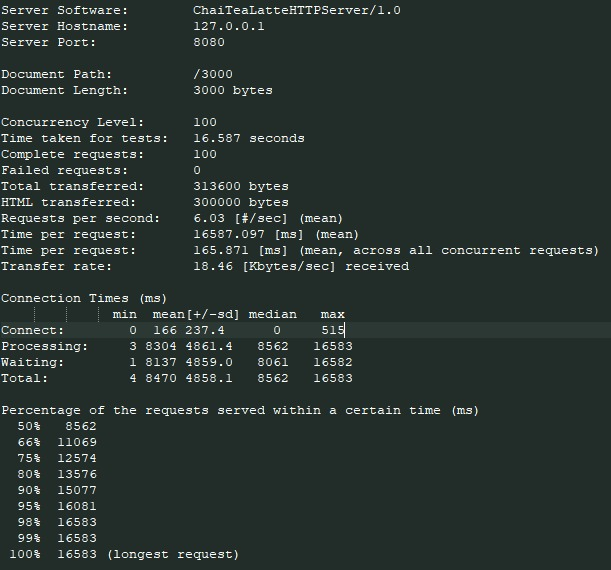 Server Software:        ChaiTeaLatteHTTPServer/1.0
Server Hostname:        127.0.0.1
Server Port:            8080
Document Path:          /3000
Document Length:        3000 bytes
Concurrency Level:      100
Time taken for tests:   16.587 seconds
Complete requests:      100
Failed requests:        0
Total transferred:      313600 bytes
HTML transferred:       300000 bytes
Requests per second:    6.03 [#/sec] (mean)
Time per request:       16587.097 [ms] (mean)
Time per request:       165.871 [ms] (mean, across all concurrent requests)
Transfer rate:          18.46 [Kbytes/sec] received
Connection Times (ms)
              min  mean[+/-sd] median   max
Connect:        0  166 237.4      0     515
Processing:     3 8304 4861.4   8562   16583
Waiting:        1 8137 4859.0   8061   16582
Total:          4 8470 4858.1   8562   16583
Percentage of the requests served within a certain time (ms)
  50%   8562
  66%  11069
  75%  12574
  80%  13576
  90%  15077
  95%  16081
  98%  16583
  99%  16583
 100%  16583 (longest request)